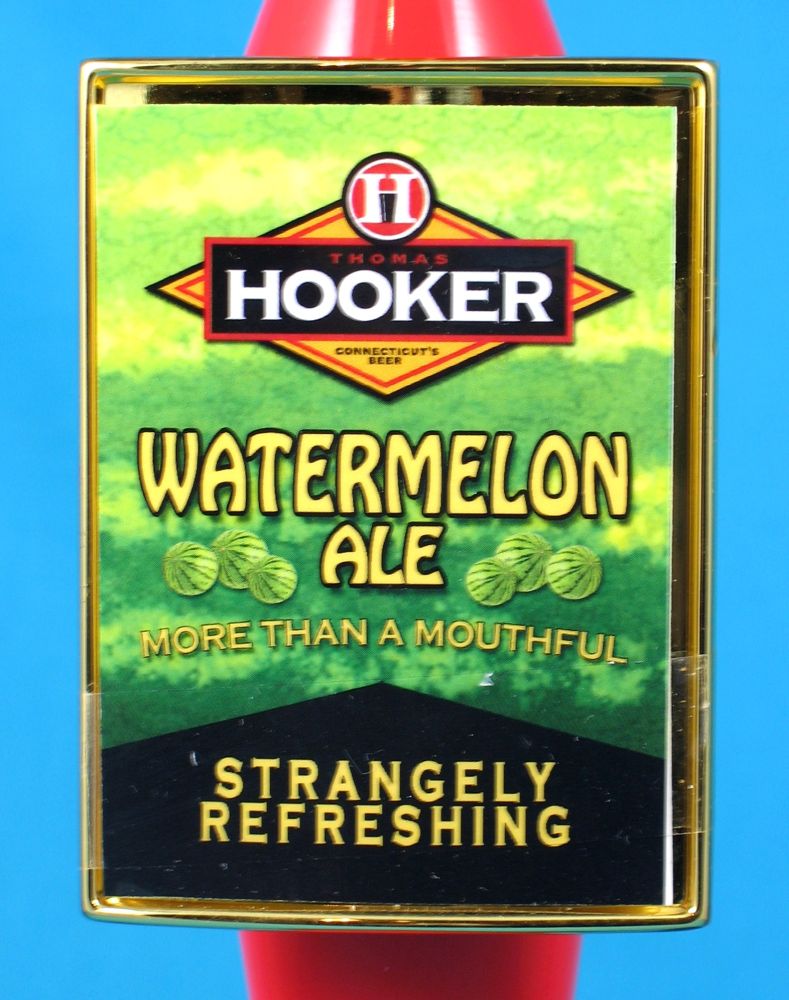 H
THOMAS
HOOKER
CONNECTICUT'S
BEER
WATERMELON
ALE
MORE THAN A MOUTHFUL
STRANGELY
REFRESHING